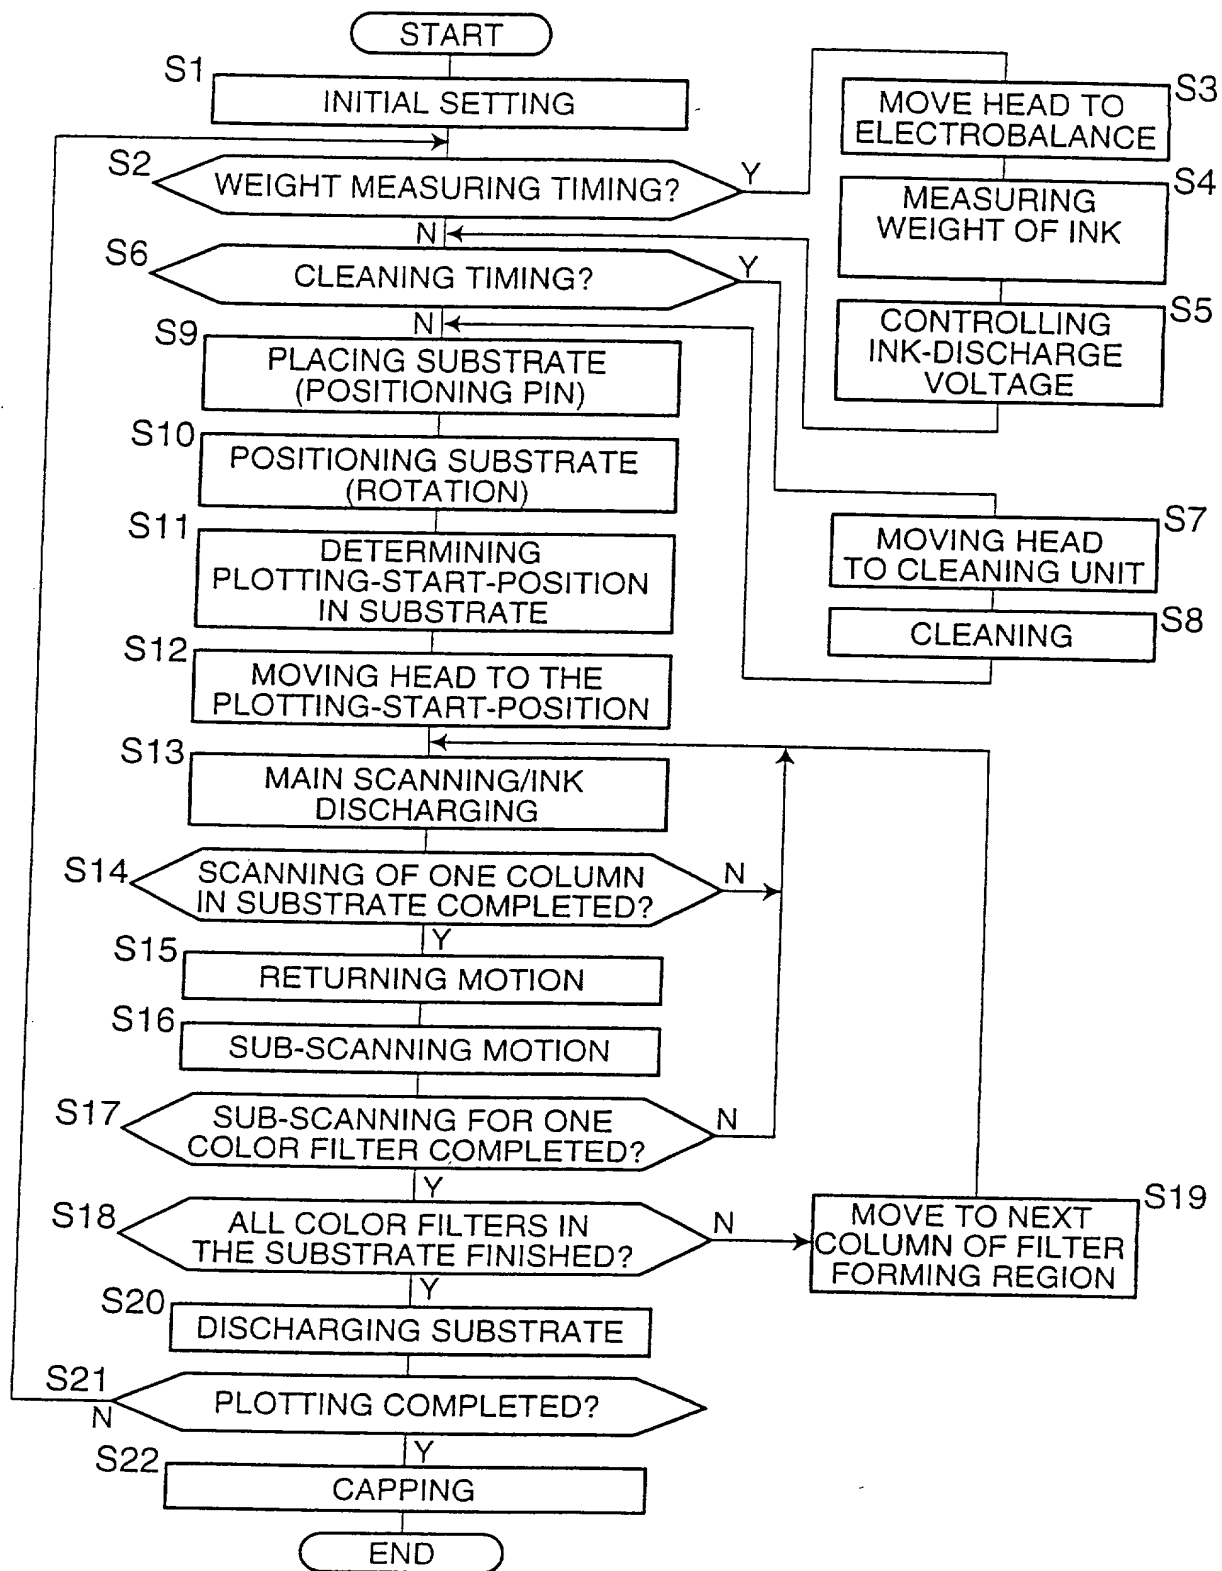 START
S1
INITIAL SETTING
S2
WEIGHT MEASURING TIMING?
Y
N
S3
MOVE HEAD TO
ELECTROBALANCE
S4
MEASURING
WEIGHT OF INK
S5
CONTROLLING
INK-DISCHARGE
VOLTAGE
S6
CLEANING TIMING?
Y
N
S7
MOVING HEAD
TO CLEANING UNIT
S8
CLEANING
S9
PLACING SUBSTRATE
(POSITIONING PIN)
S10
POSITIONING SUBSTRATE
(ROTATION)
S11
DETERMINING
PLOTTING-START-POSITION
IN SUBSTRATE
S12
MOVING HEAD TO THE
PLOTTING-START-POSITION
S13
MAIN SCANNING/INK
DISCHARGING
S14
SCANNING OF ONE COLUMN
IN SUBSTRATE COMPLETED?
N
Y
S15
RETURNING MOTION
S16
SUB-SCANNING MOTION
S17
SUB-SCANNING FOR ONE
COLOR FILTER COMPLETED?
N
Y
S18
ALL COLOR FILTERS IN
THE SUBSTRATE FINISHED?
N
Y
S19
MOVE TO NEXT
COLUMN OF FILTER
FORMING REGION
S20
DISCHARGING SUBSTRATE
S21
PLOTTING COMPLETED?
N
Y
S22
CAPPING
END